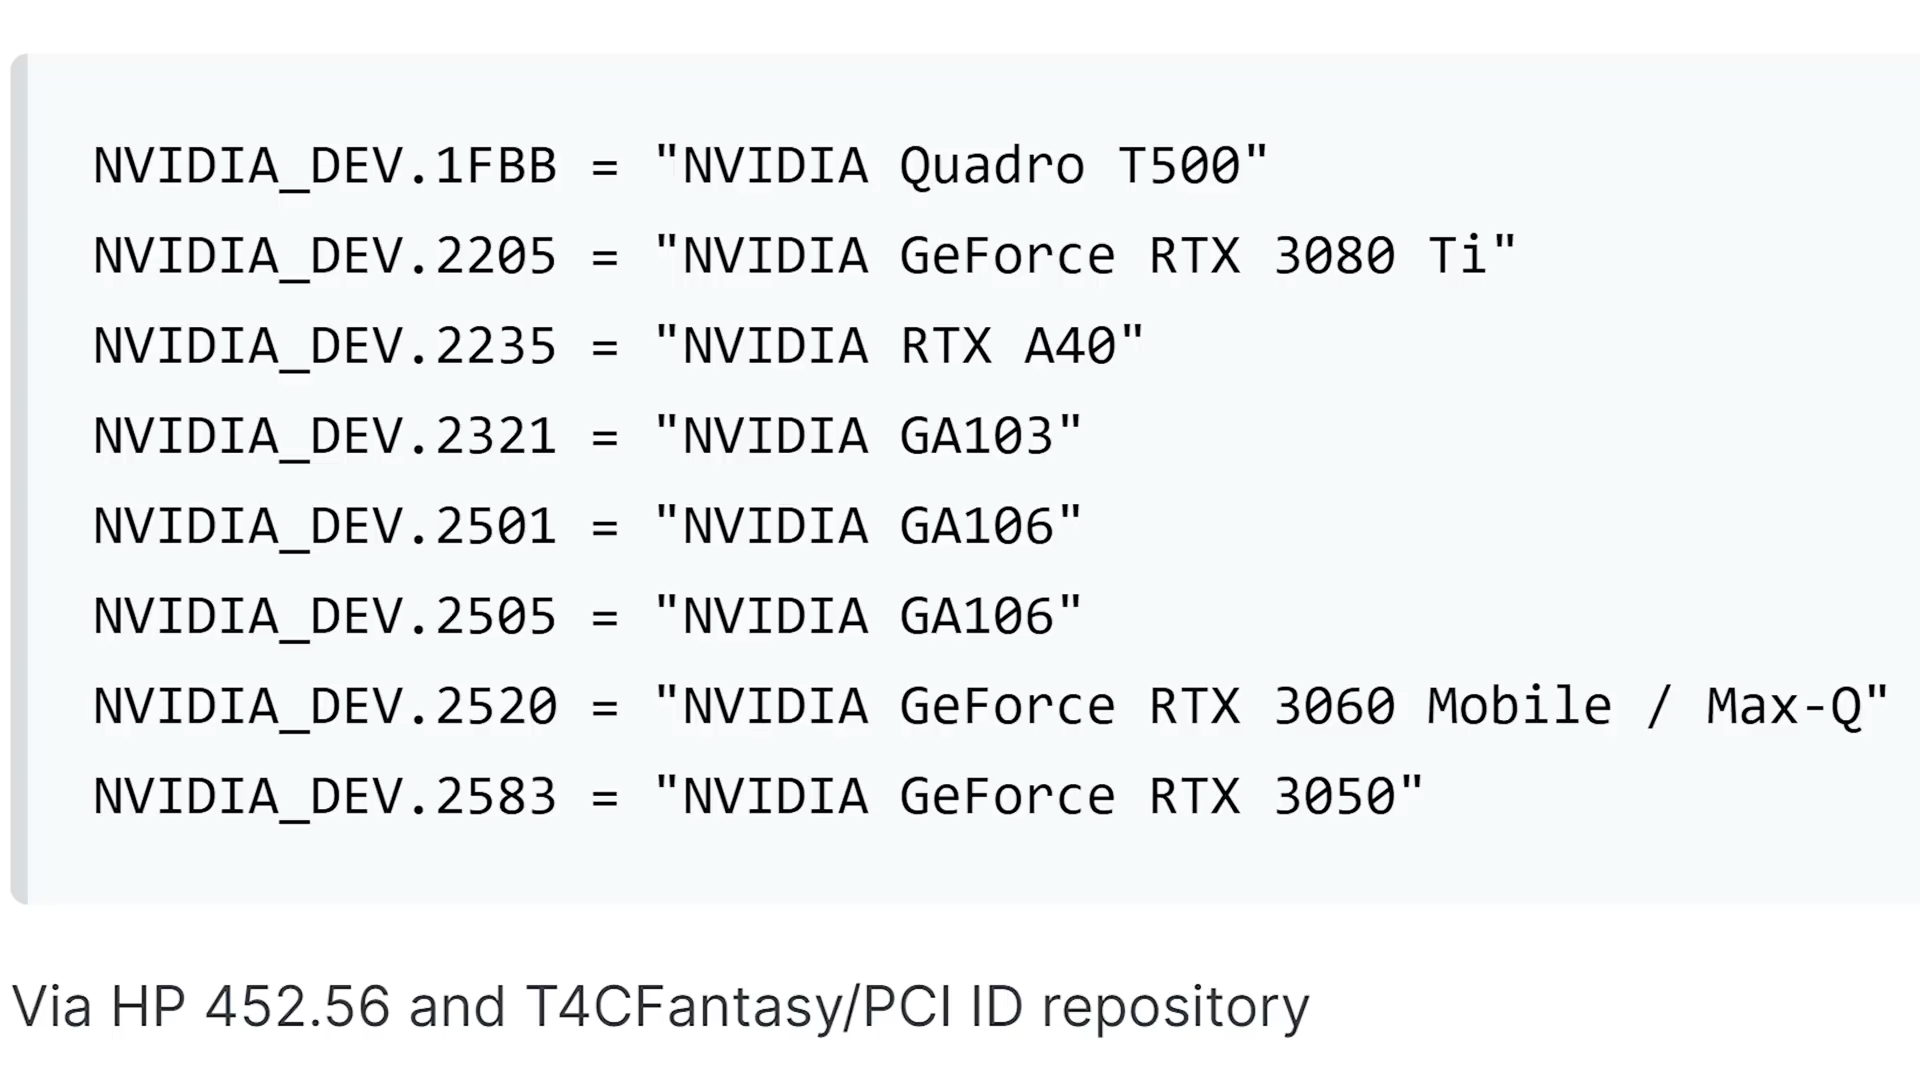 NVIDIA_DEV.1FBB = "NVIDIA Quadro T500"
NVIDIA_DEV.2205 = "NVIDIA GeForce RTX 3080 Ti"
NVIDIA_DEV.2235 = "NVIDIA RTX A40"
NVIDIA_DEV.2321 = "NVIDIA GA103"
NVIDIA_DEV.2501 = "NVIDIA GA106"
NVIDIA_DEV.2505 = "NVIDIA GA106"
NVIDIA_DEV.2520 = "NVIDIA GeForce RTX 3060 Mobile / Max-Q"
NVIDIA_DEV.2583 = "NVIDIA GeForce RTX 3050"
Via HP 452.56 and T4CFantasy/PCI ID repository